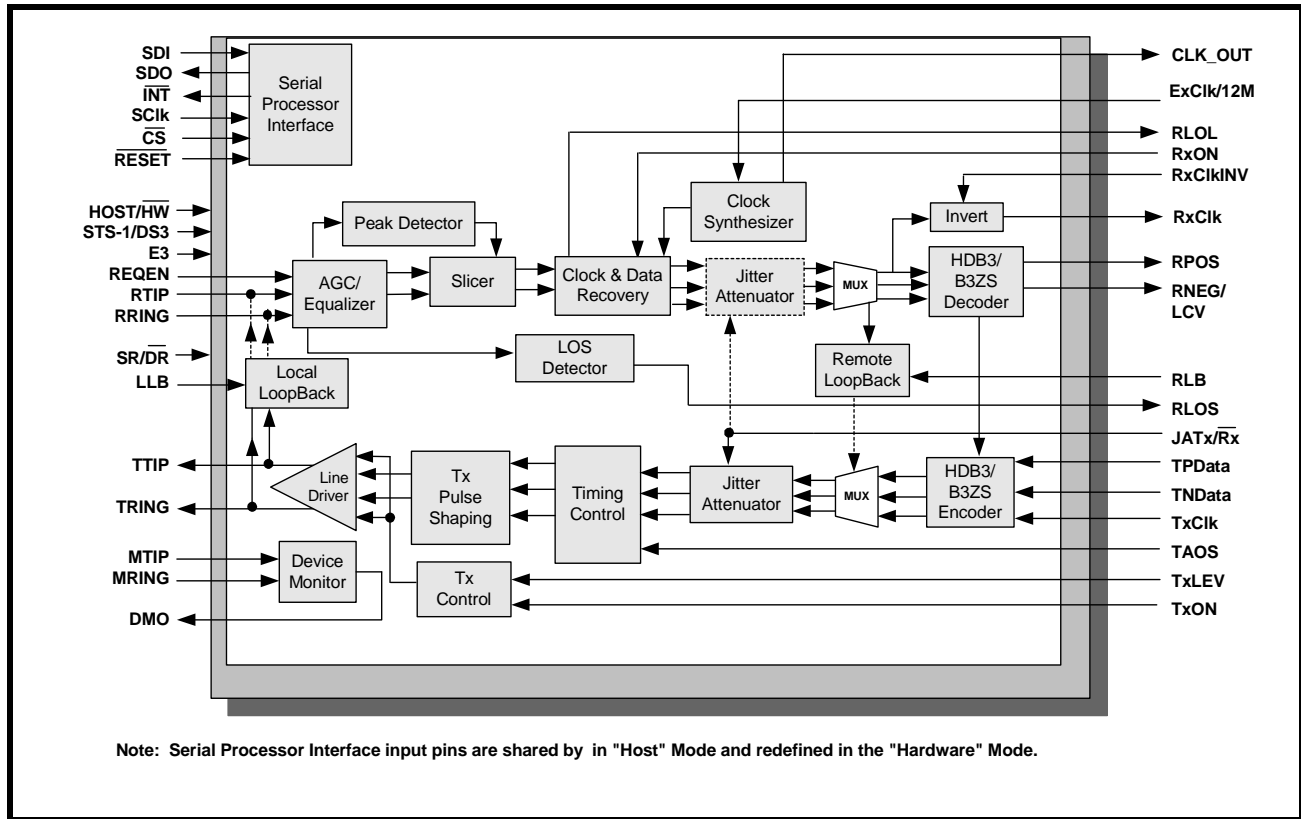 SDI
SDO
INT
SClk
CS
RESET
HOST/HW
STS-1/DS3
E3
REQEN
RTIP
RRING
SR/DR
LLB
TTIP
TRING
MTIP
MRING
DMO
Serial
Processor
Interface
Peak Detector
AGC/
Equalizer
Slicer
Clock & Data
Recovery
Clock
Synthesizer
Jitter
Attenuator
MUX
Invert
HDB3/
B3ZS
Decoder
LOS
Detector
Remote
LoopBack
Local
LoopBack
Line
Driver
Tx
Pulse
Shaping
Timing
Control
Jitter
Attenuator
MUX
HDB3/
B3ZS
Encoder
Device
Monitor
Tx
Control
CLK_OUT
ExClk/12M
RLOL
RxON
RxClkINV
RxClk
RPOS
RNEG/
LCV
RLB
RLOS
JATx/Rx
TPData
TNData
TxClk
TAOS
TxLEV
TxON
Note: Serial Processor Interface input pins are shared by in "Host" Mode and redefined in the "Hardware" Mode.